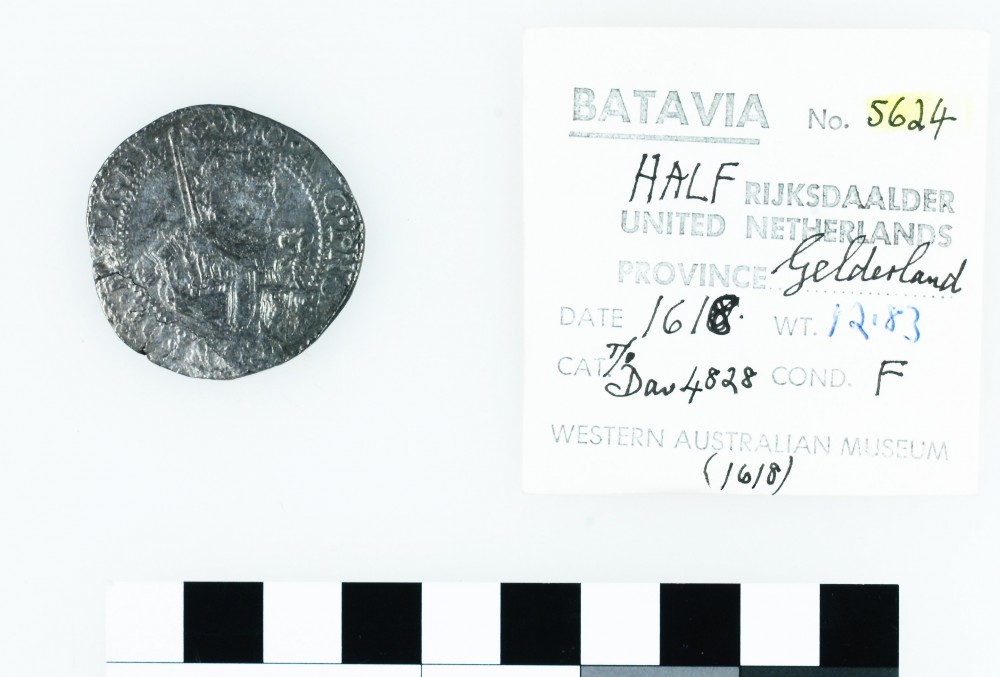 BATAVIA No. 5624
HALF RIJKSDAALDER
UNITED NETHERLANDS
PROVINCE Gelderland
DATE 1618. WT. 12.83
CAT. T/. Dav 4828 COND. F
WESTERN AUSTRALIAN MUSEUM
(1618)